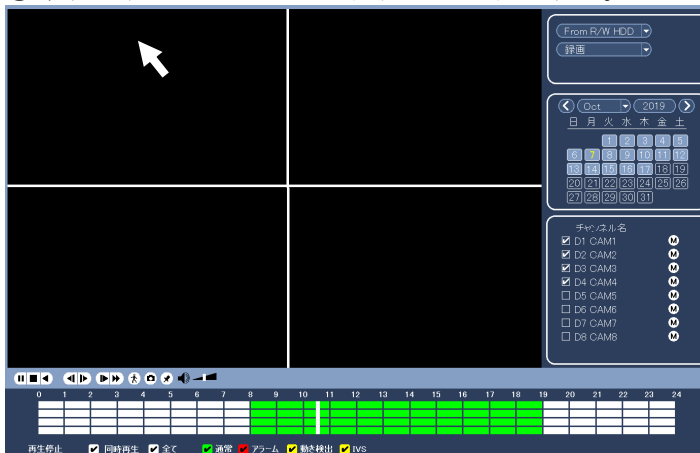 From R/W HDD
録画
Oct 2019
日 月 火 水 木 金 土
1 2 3 4 5
6 7 8 9 10 11 12
13 14 15 16 17 18 19
20 21 22 23 24 25 26
27 28 29 30 31
チャンネル名
D1 CAM1 M
D2 CAM2 M
D3 CAM3 M
D4 CAM4 M
D5 CAM5 M
D6 CAM6 M
D7 CAM7 M
D8 CAM8 M
0 1 2 3 4 5 6 7 8 9 10 11 12 13 14 15 16 17 18 19 20 21 22 23 24
再生停止 同時再生 全て 通常 アラーム 動き検出 IVS